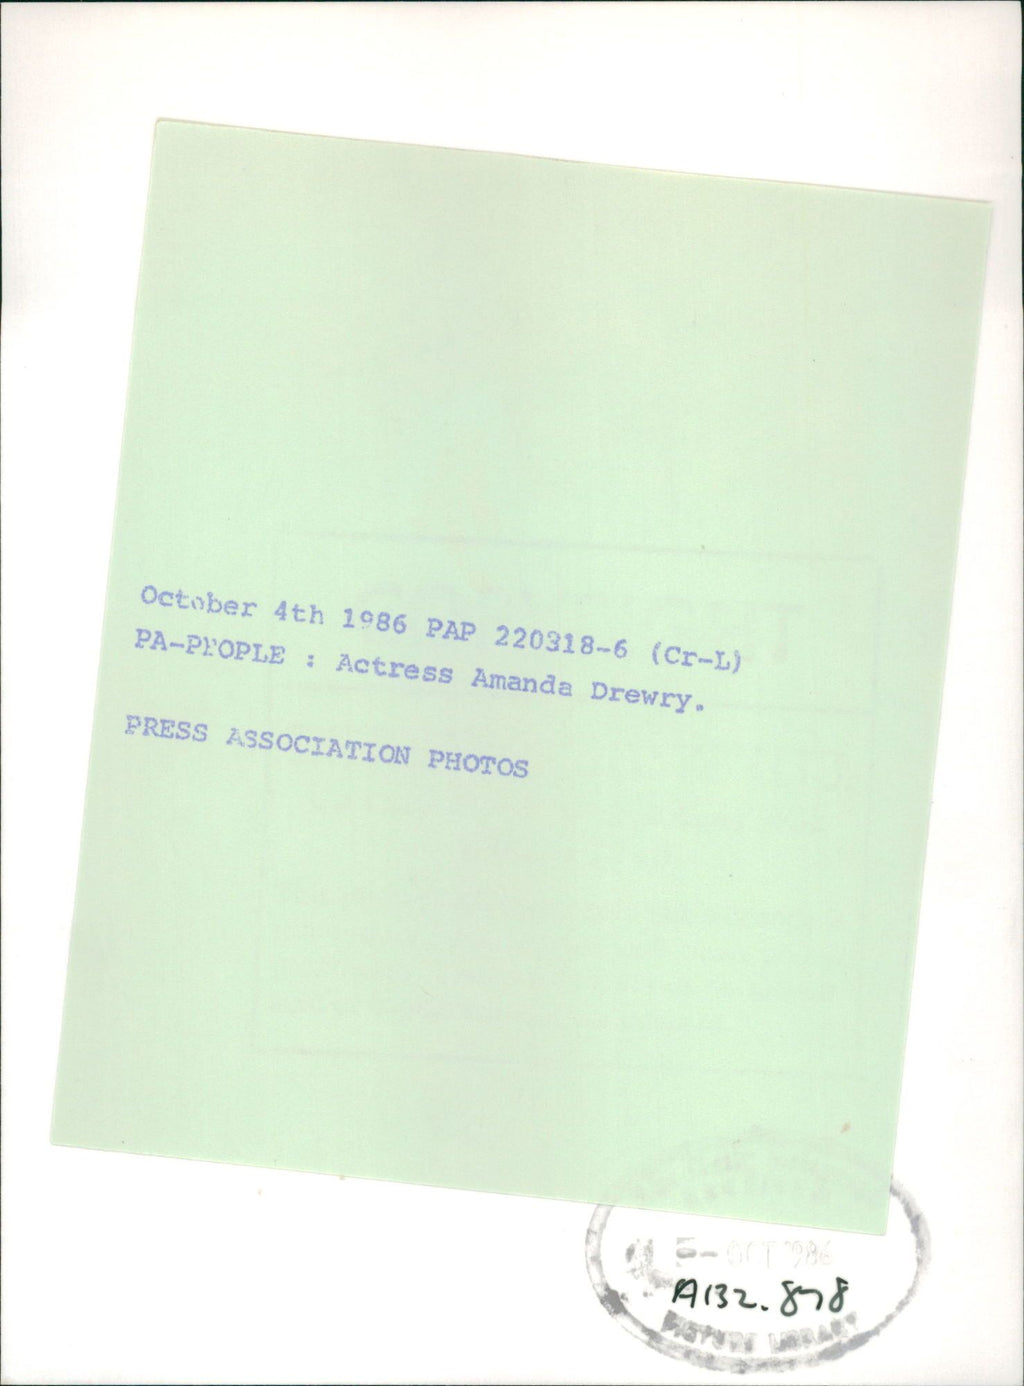 October 4th 1986 PAP 220318-6 (Cr-L)
PA-PEOPLE : Actress Amanda Drewry.
PRESS ASSOCIATION PHOTOS
5- OCT 1986
A132.878
PICTURE LIBRARY